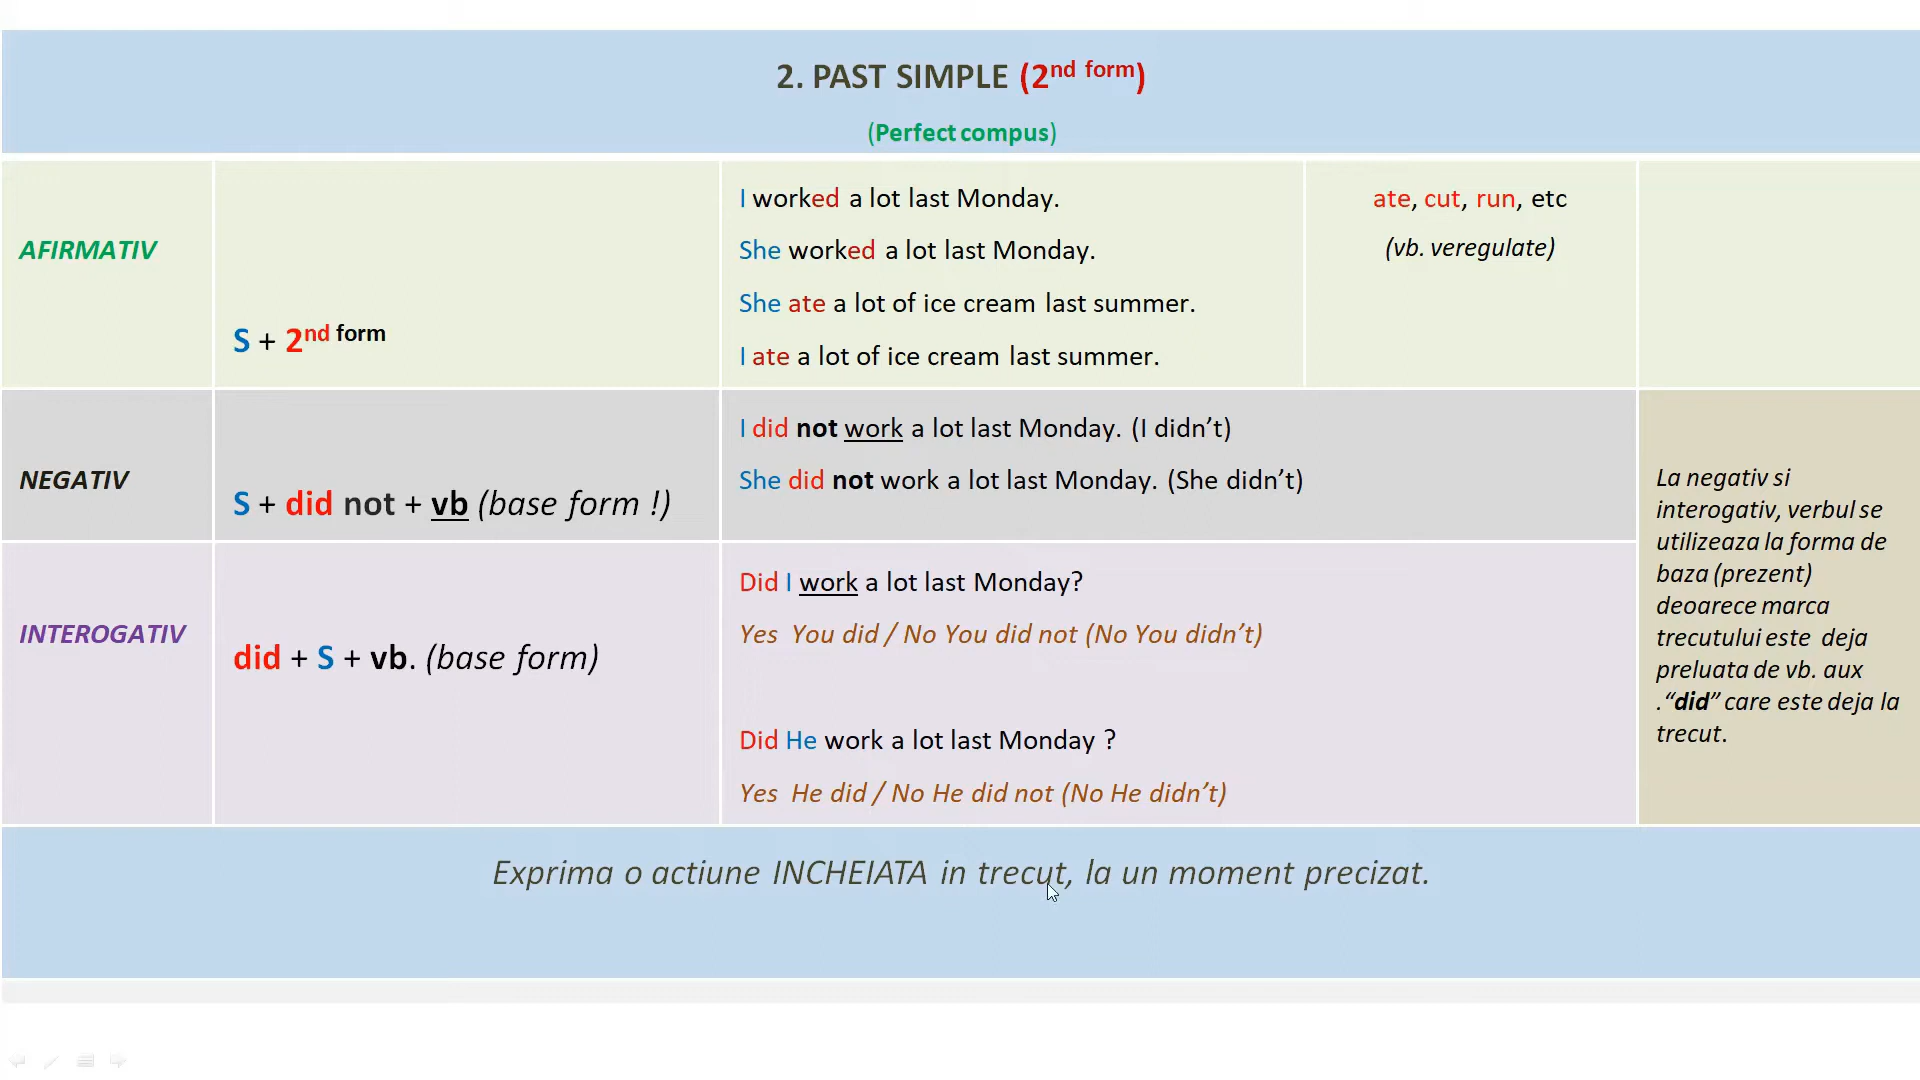 2. PAST SIMPLE (2nd form)
(Perfect compus)
AFIRMATIV
S + 2nd form
I worked a lot last Monday.
She worked a lot last Monday.
She ate a lot of ice cream last summer.
I ate a lot of ice cream last summer.
ate, cut, run, etc
(vb. veregulate)
NEGATIV
S + did not + vb (base form !)
I did not work a lot last Monday. (I didn’t)
She did not work a lot last Monday. (She didn’t)
INTEROGATIV
did + S + vb. (base form)
Did I work a lot last Monday?
Yes You did / No You did not (No You didn’t)
Did He work a lot last Monday ?
Yes He did / No He did not (No He didn’t)
La negativ si
interogativ, verbul se
utilizeaza la forma de
baza (prezent)
deoarece marca
trecutului este deja
preluata de vb. aux
.“did” care este deja la
trecut.
Exprima o actiune INCHEIATA in trecut, la un moment precizat.